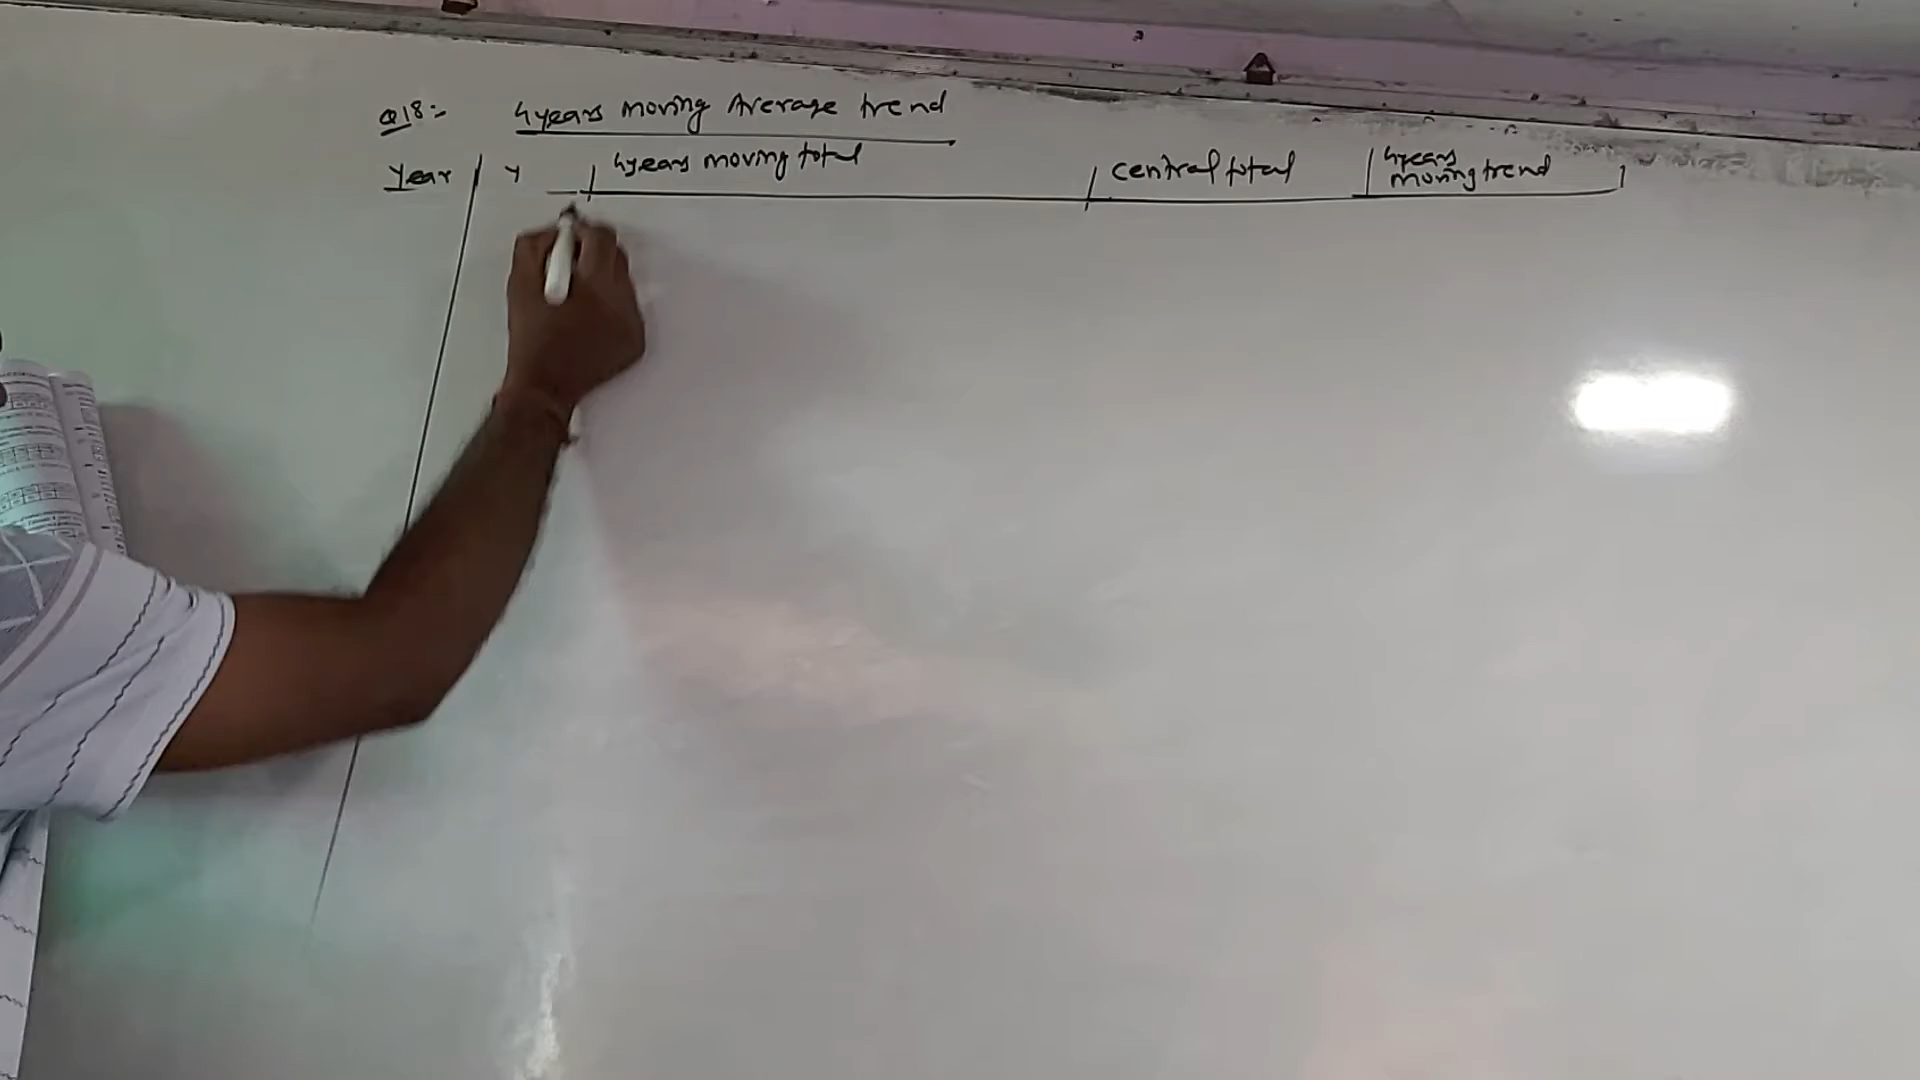 Q18:- 4years moving Average trend
Year | Y | 4years moving total | central total | 4years moving trend |